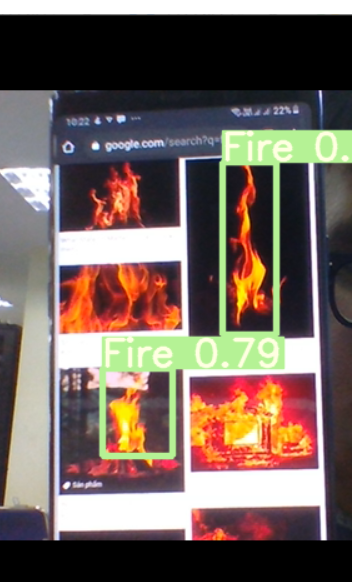 10:22 22%
google.com/search?q=
Fire 0.
Fire 0.79
Sản phẩm